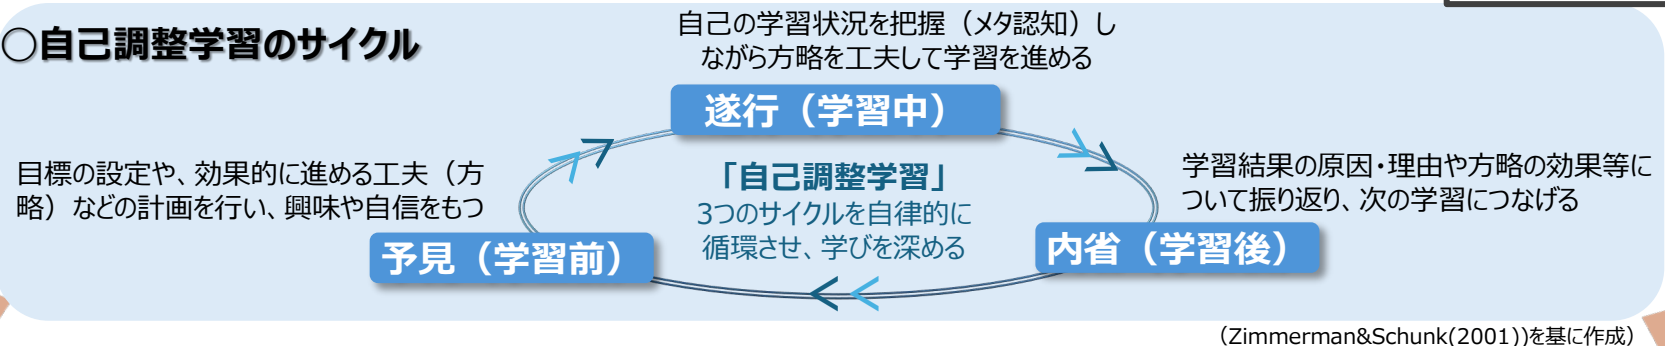 ○自己調整学習のサイクル
自己の学習状況を把握（メタ認知）し
ながら方略を工夫して学習を進める
遂行（学習中）
目標の設定や、効果的に進める工夫（方
略）などの計画を行い、興味や自信をもつ
予見（学習前）
「自己調整学習」
3つのサイクルを自律的に
循環させ、学びを深める
学習結果の原因・理由や方略の効果等に
ついて振り返り、次の学習につなげる
内省（学習後）
（Zimmerman&Schunk(2001))を基に作成）